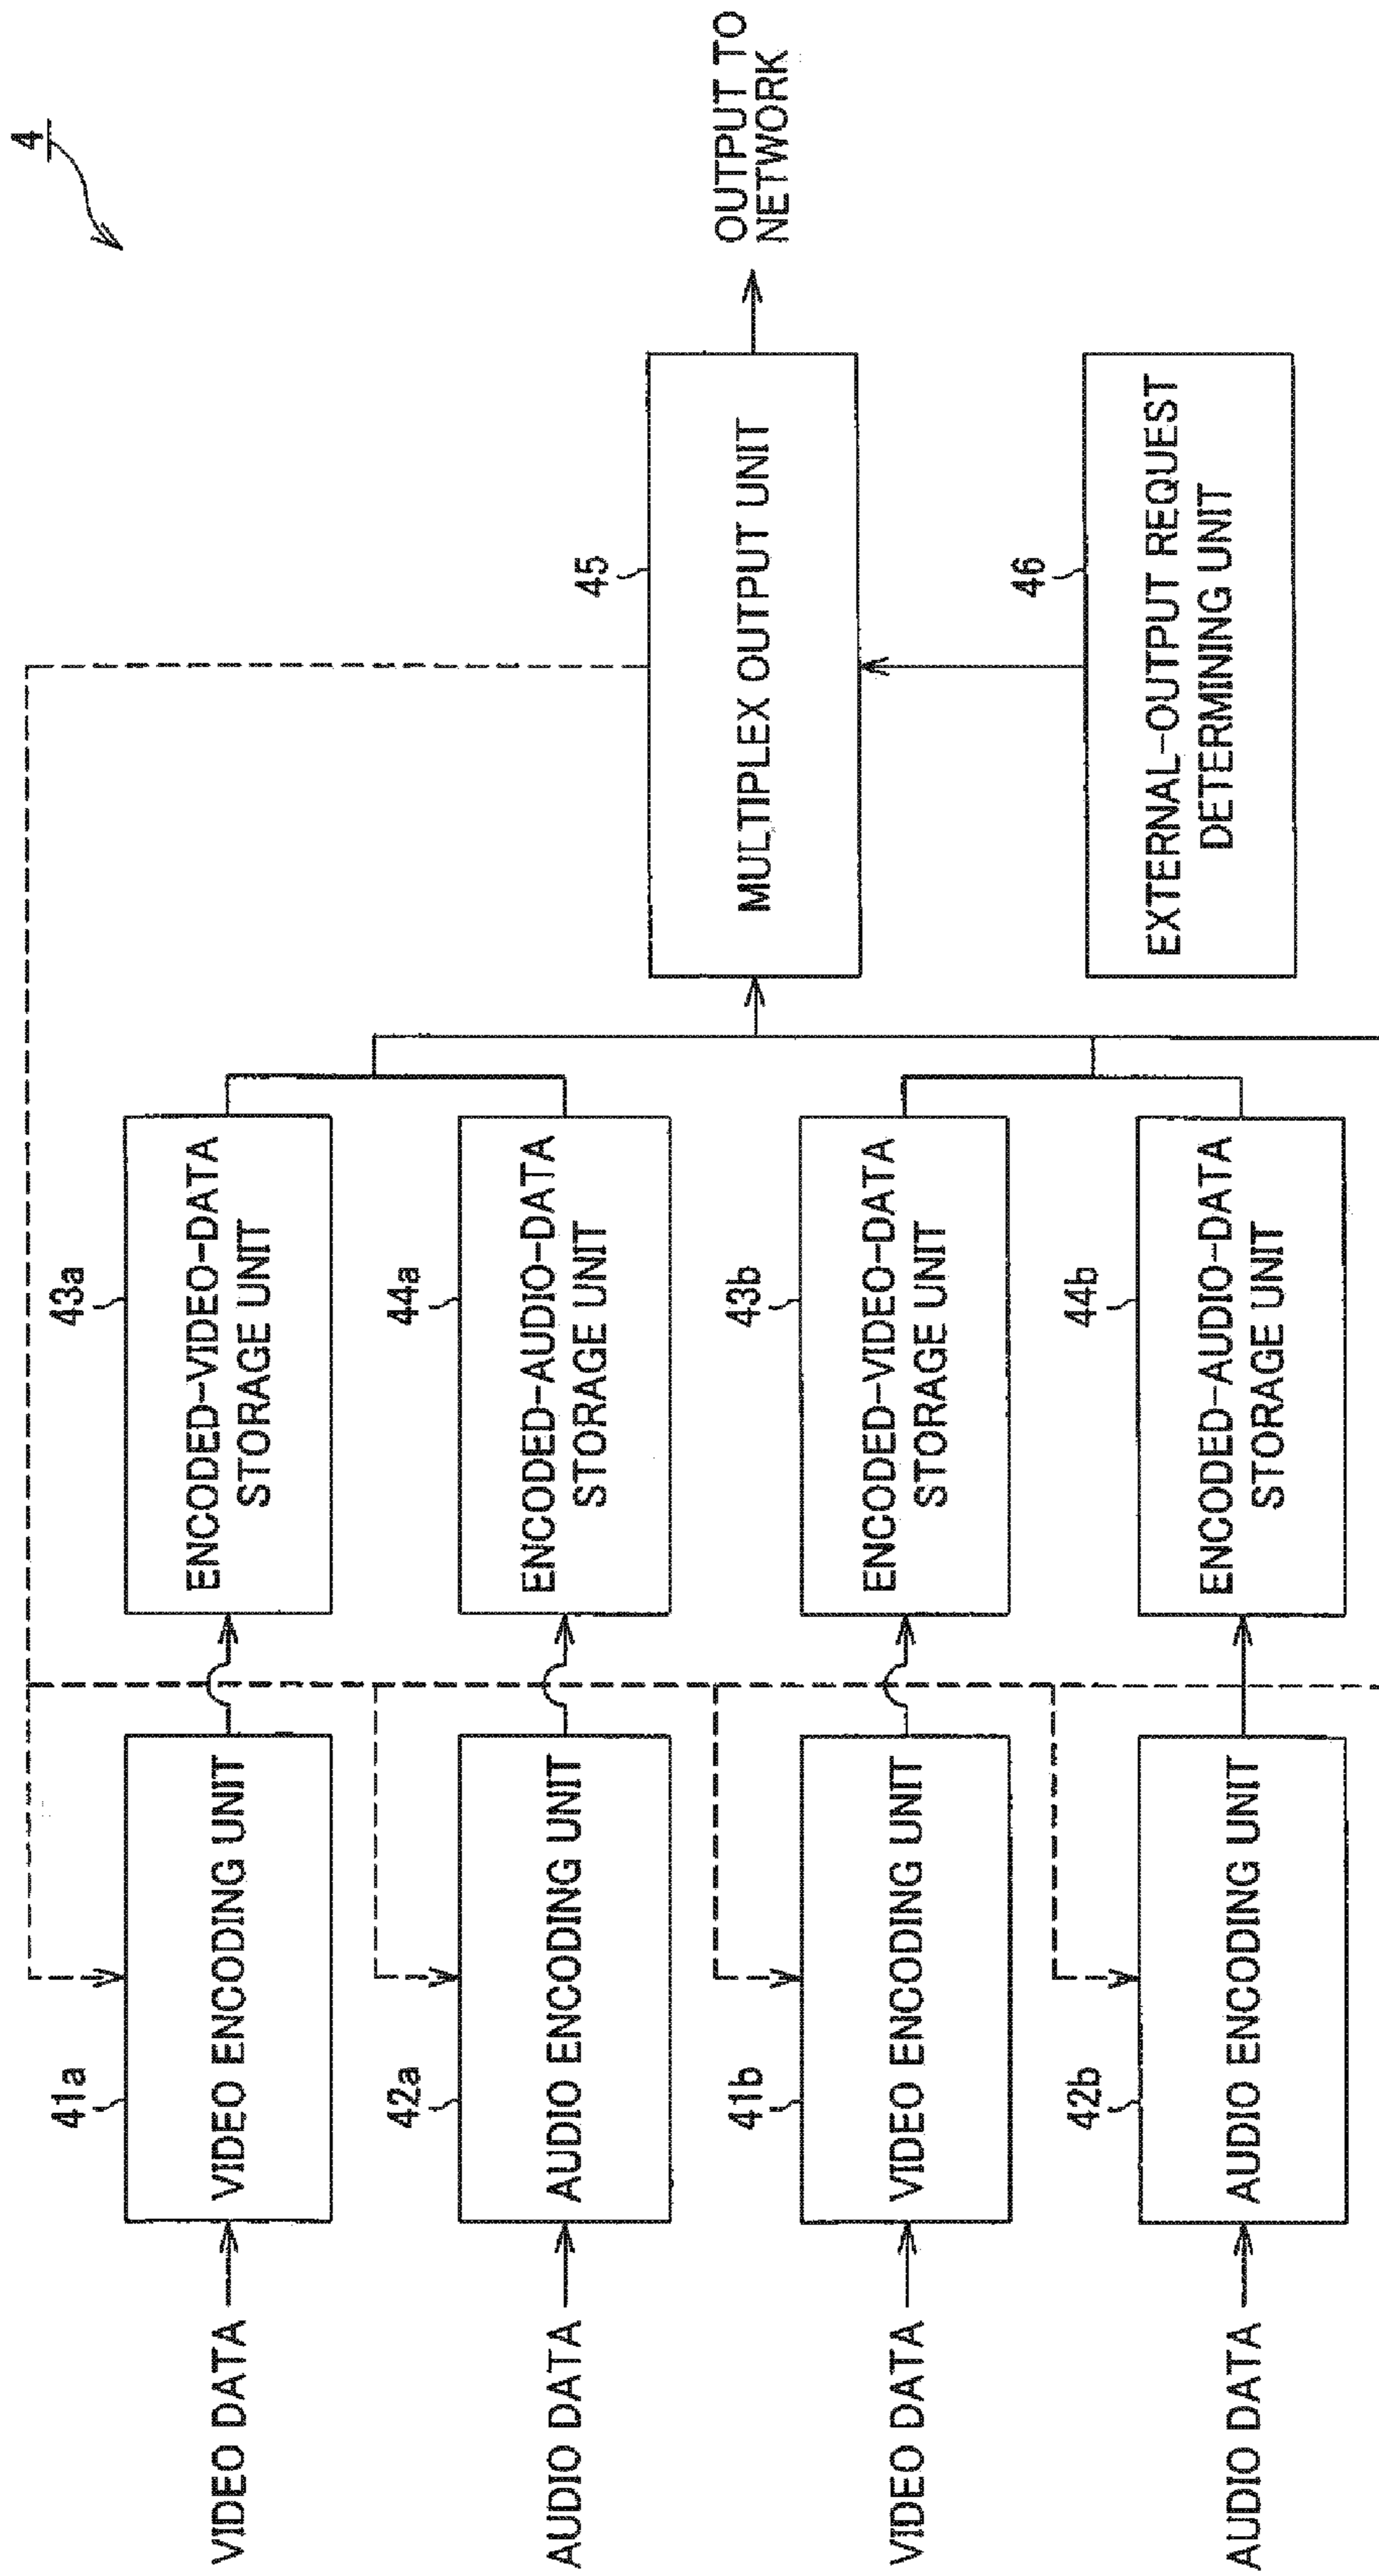 4
VIDEO DATA
41a
VIDEO ENCODING UNIT
43a
ENCODED-VIDEO-DATA
STORAGE UNIT
AUDIO DATA
42a
AUDIO ENCODING UNIT
44a
ENCODED-AUDIO-DATA
STORAGE UNIT
45
MULTIPLEX OUTPUT UNIT
OUTPUT TO
NETWORK
VIDEO DATA
41b
VIDEO ENCODING UNIT
43b
ENCODED-VIDEO-DATA
STORAGE UNIT
46
EXTERNAL-OUTPUT REQUEST
DETERMINING UNIT
AUDIO DATA
42b
AUDIO ENCODING UNIT
44b
ENCODED-AUDIO-DATA
STORAGE UNIT